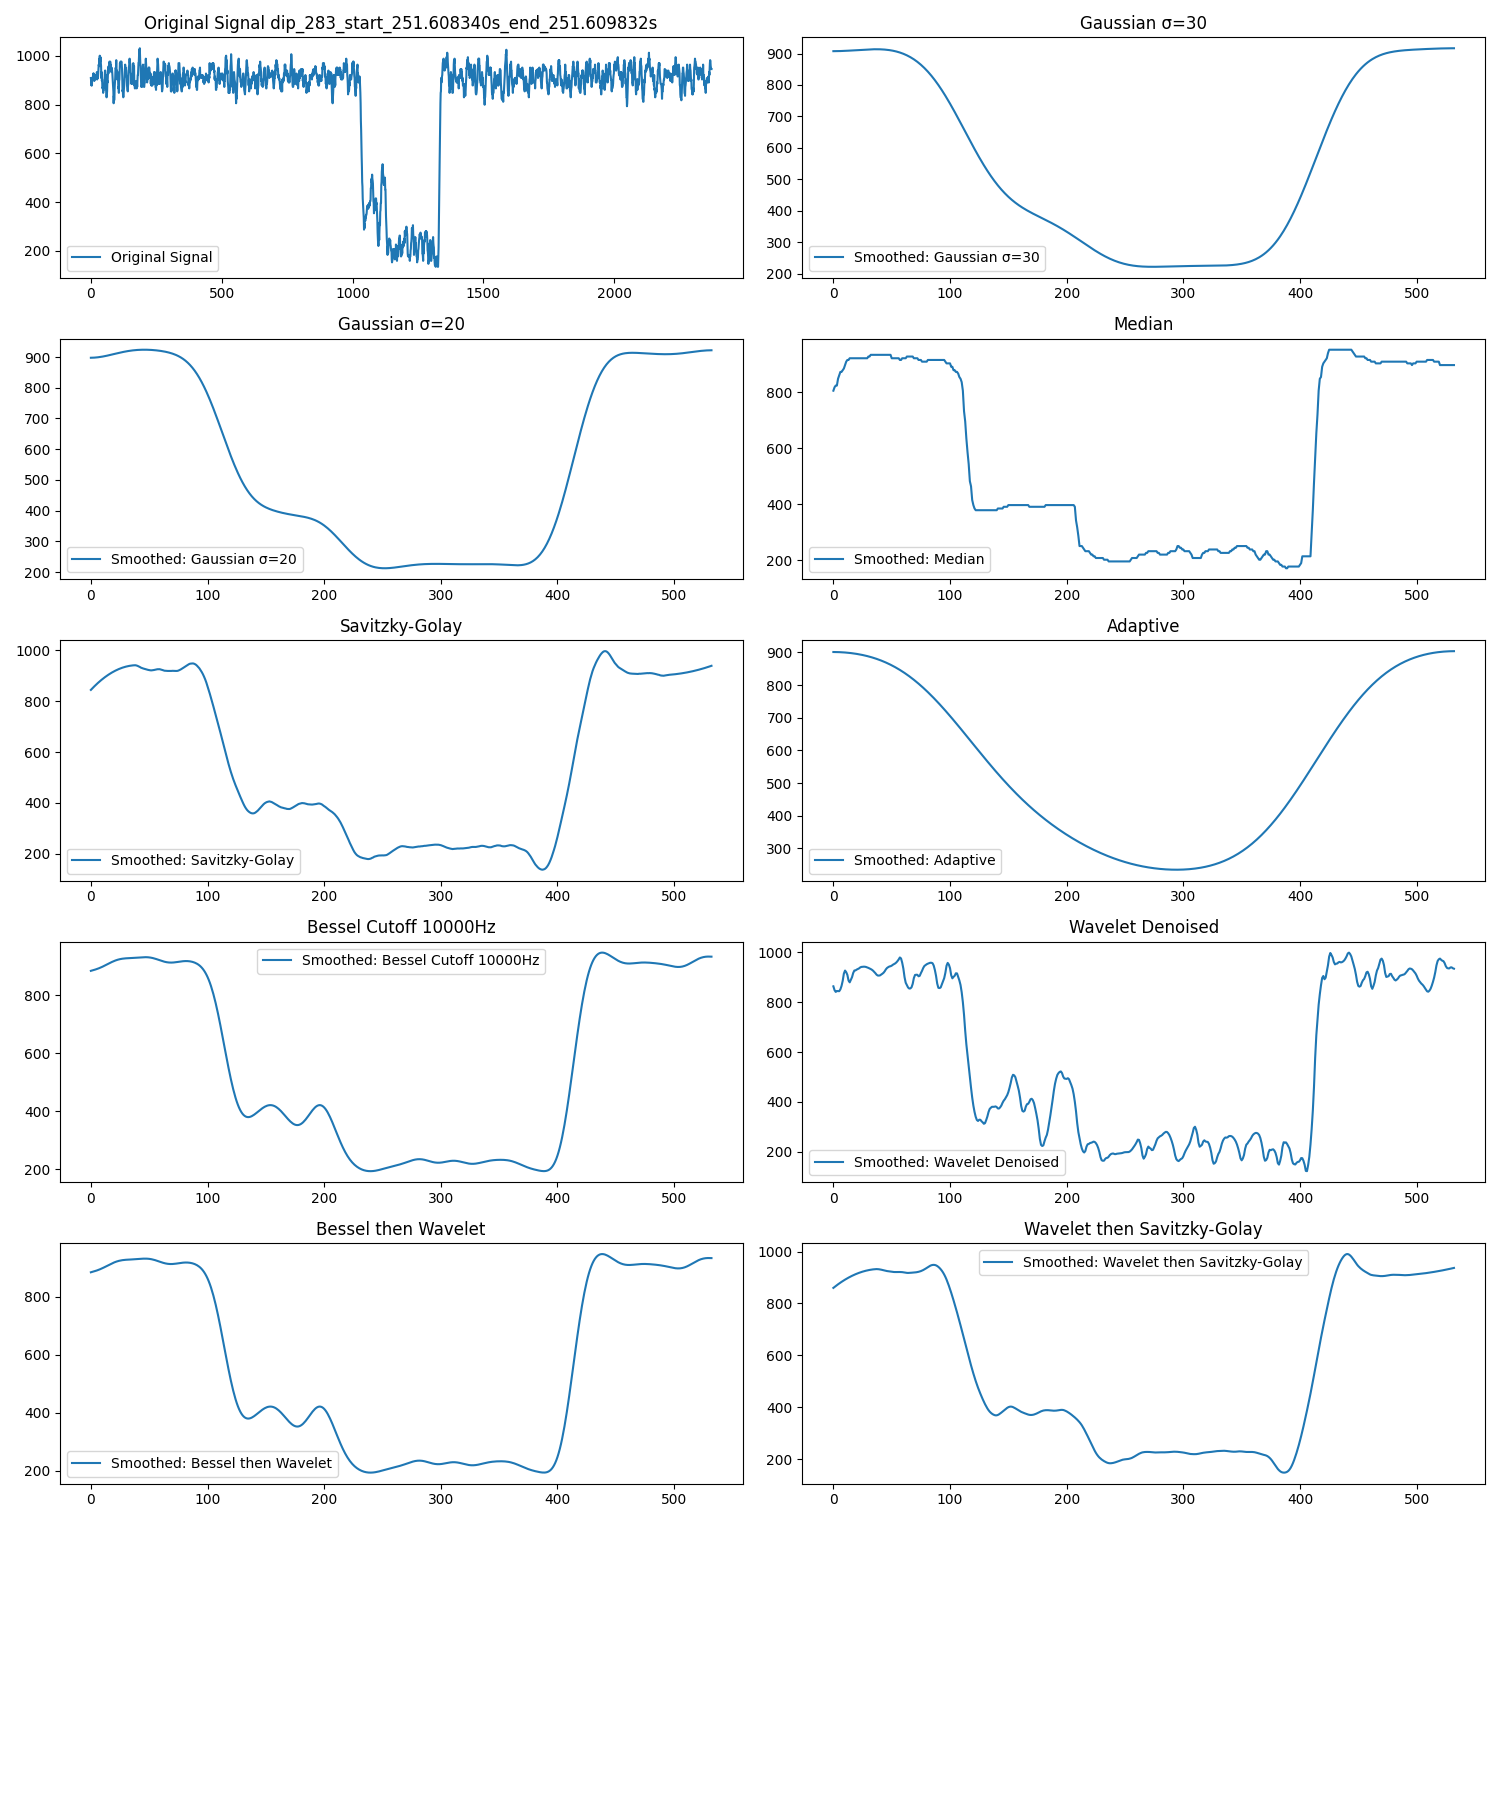 Original Signal dip_283_start_251.608340s_end_251.609832s
1000
800
600
400
200
Original Signal
0 500 1000 1500 2000
Gaussian σ=30
900
800
700
600
500
400
300
200
Smoothed: Gaussian σ=30
0 100 200 300 400 500
Gaussian σ=20
900
800
700
600
500
400
300
200
Smoothed: Gaussian σ=20
0 100 200 300 400 500
Median
800
600
400
200
Smoothed: Median
0 100 200 300 400 500
Savitzky-Golay
1000
800
600
400
200
Smoothed: Savitzky-Golay
0 100 200 300 400 500
Adaptive
900
800
700
600
500
400
300
Smoothed: Adaptive
0 100 200 300 400 500
Bessel Cutoff 10000Hz
Smoothed: Bessel Cutoff 10000Hz
800
600
400
200
0 100 200 300 400 500
Wavelet Denoised
1000
800
600
400
200
Smoothed: Wavelet Denoised
0 100 200 300 400 500
Bessel then Wavelet
800
600
400
200
Smoothed: Bessel then Wavelet
0 100 200 300 400 500
Wavelet then Savitzky-Golay
Smoothed: Wavelet then Savitzky-Golay
1000
800
600
400
200
0 100 200 300 400 500